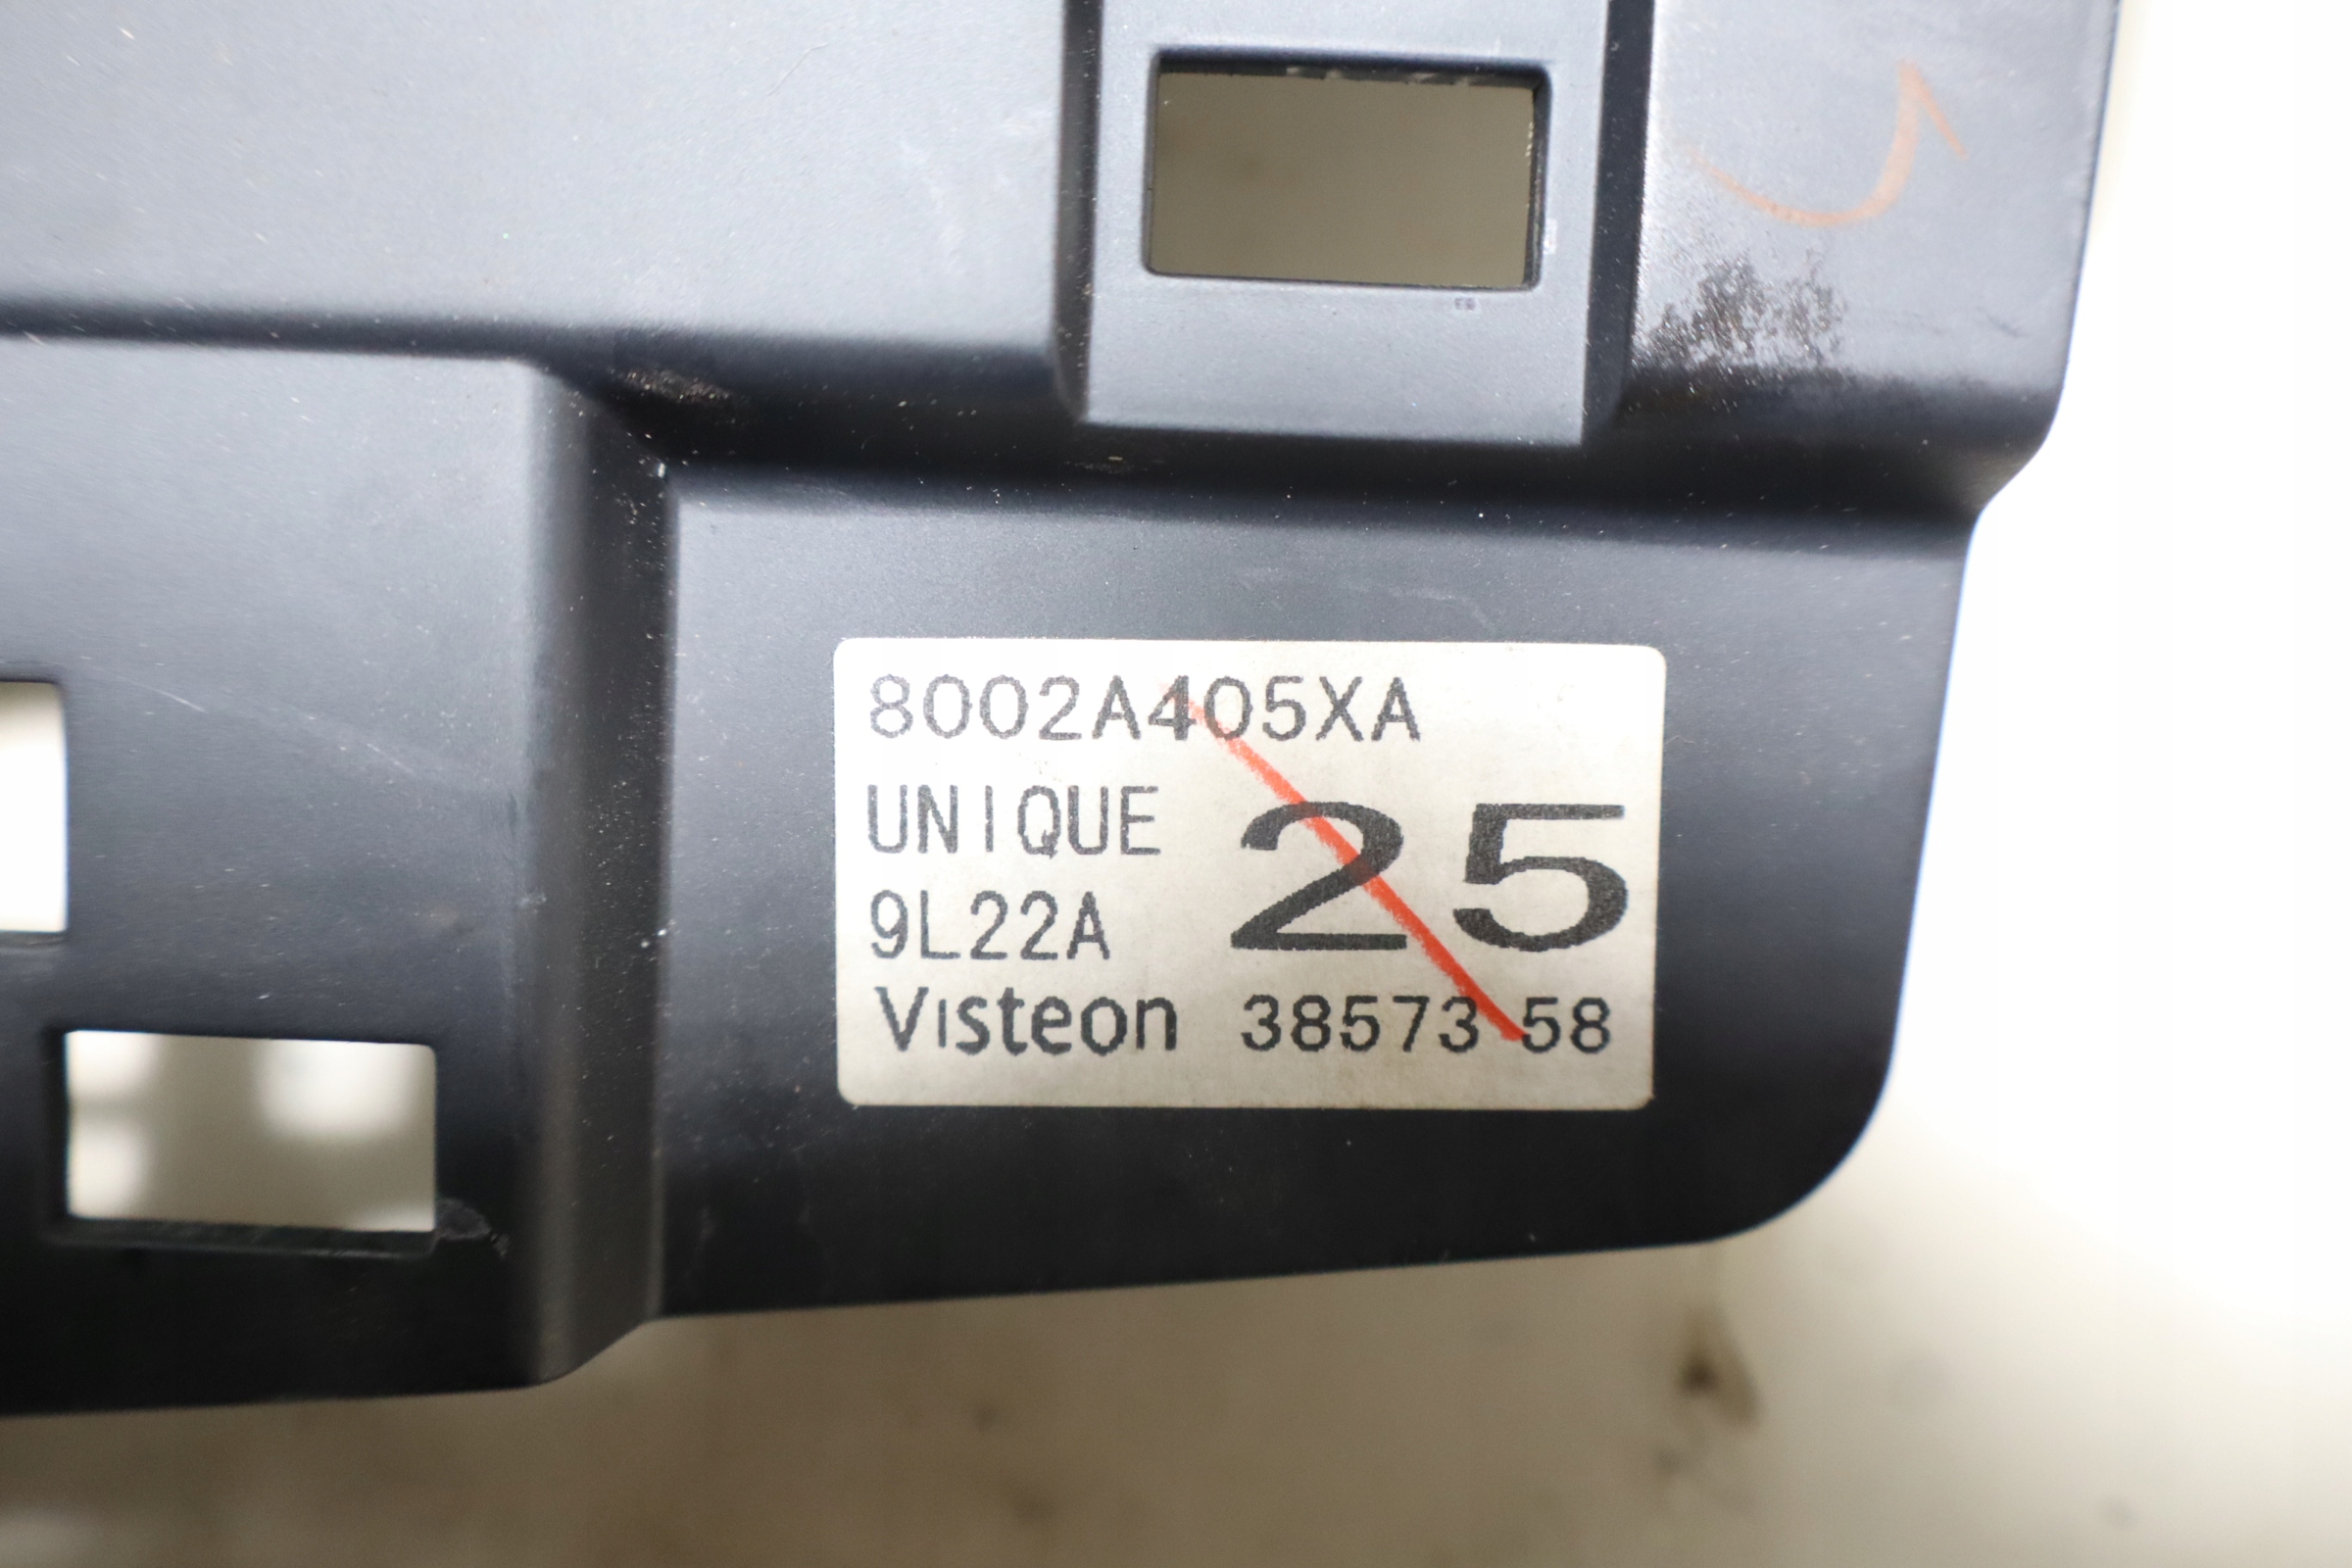 8002A405XA
UNIQUE
25
9L22A
Visteon 38573 58